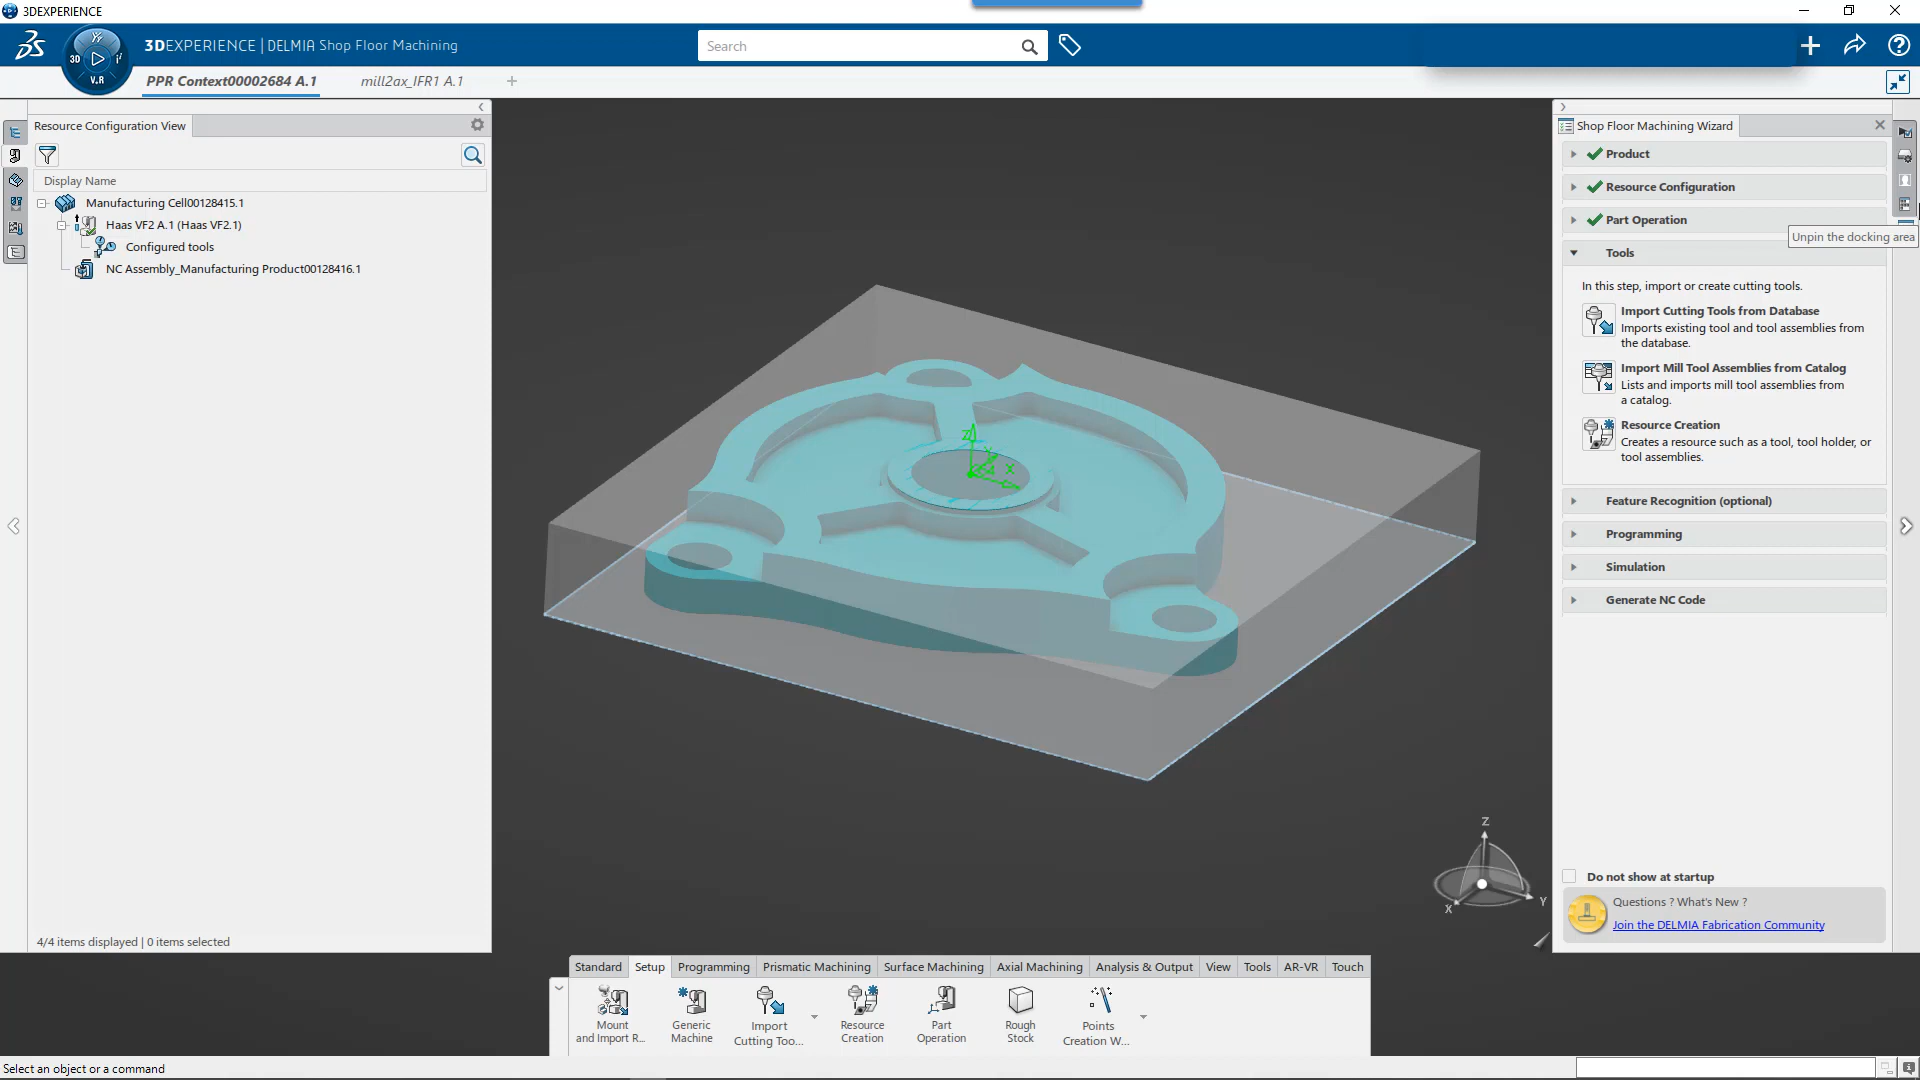 3DEXPERIENCE
3DEXPERIENCE | DELMIA Shop Floor Machining
3D
V.R
Search
PPR Context00002684 A.1
mill2ax_IFR1 A.1
Resource Configuration View
Display Name
Manufacturing Cell00128415.1
Haas VF2 A.1 (Haas VF2.1)
Configured tools
NC Assembly_Manufacturing Product00128416.1
4/4 items displayed | 0 items selected
Z
X
Z
X
Y
Shop Floor Machining Wizard
Product
Resource Configuration
Part Operation
Unpin the docking area
Tools
In this step, import or create cutting tools.
Import Cutting Tools from Database
Imports existing tool and tool assemblies from
the database.
Import Mill Tool Assemblies from Catalog
Lists and imports mill tool assemblies from
a catalog.
Resource Creation
Creates a resource such as a tool, tool holder, or
tool assemblies.
Feature Recognition (optional)
Programming
Simulation
Generate NC Code
Do not show at startup
Questions ? What's New ?
Join the DELMIA Fabrication Community
Standard
Setup
Programming
Prismatic Machining
Surface Machining
Axial Machining
Analysis & Output
View
Tools
AR-VR
Touch
Mount
and Import R...
Generic
Machine
Import
Cutting Too...
Resource
Creation
Part
Operation
Rough
Stock
Points
Creation W...
Select an object or a command